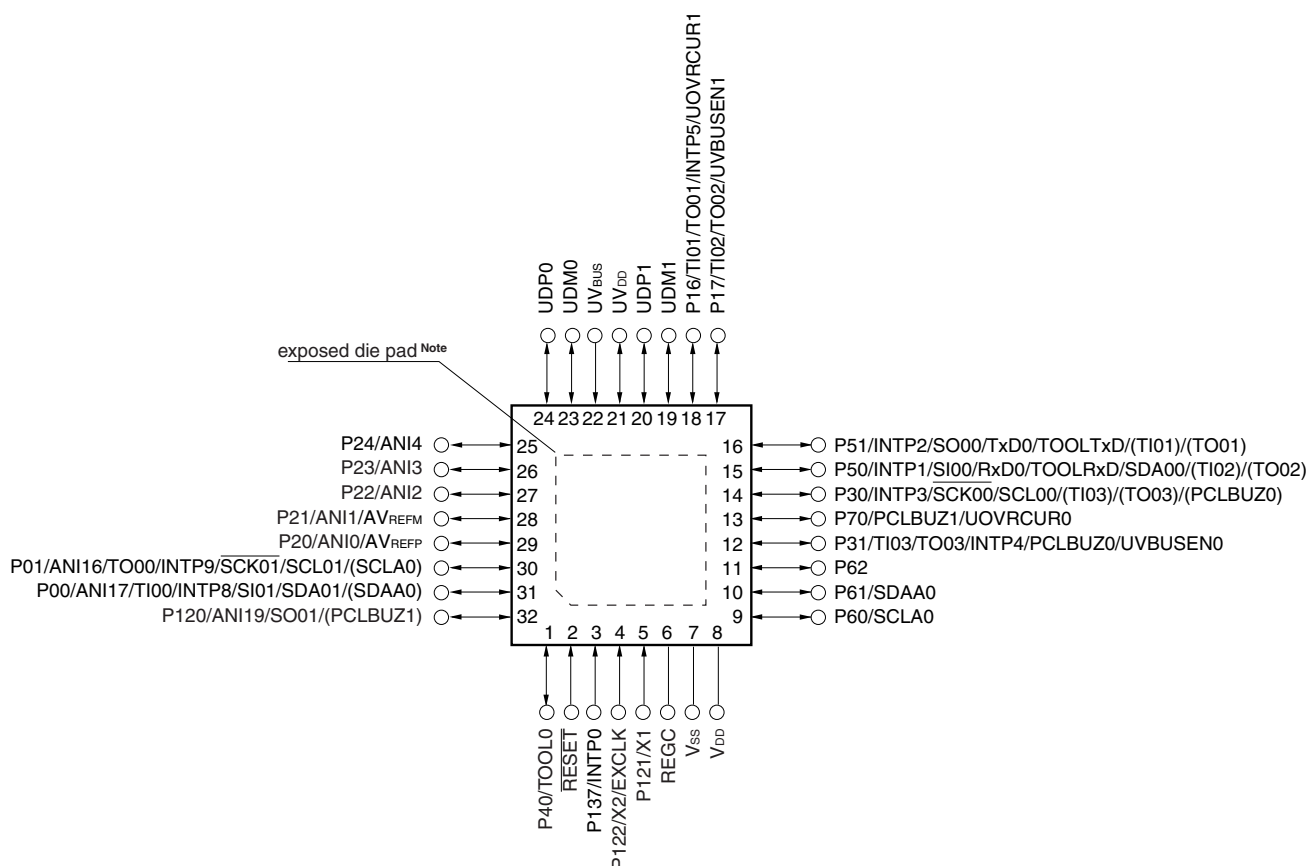 P16/TI01/TO01/INTP5/UOVRCUR1
P17/TI02/TO02/UVBUSEN1
UDP0
UDM0
UVBUS
UVDD
UDP1
UDM1
exposed die pad Note
24 23 22 21 20 19 18 17
P24/ANI4 25
P23/ANI3 26
P22/ANI2 27
P21/ANI1/AVREFM 28
P20/ANI0/AVREFP 29
P01/ANI16/TO00/INTP9/SCK01/SCL01/(SCLA0) 30
P00/ANI17/TI00/INTP8/SI01/SDA01/(SDAA0) 31
P120/ANI19/SO01/(PCLBUZ1) 32
16 P51/INTP2/SO00/TxD0/TOOLTxD/(TI01)/(TO01)
15 P50/INTP1/SI00/RxD0/TOOLRxD/SDA00/(TI02)/(TO02)
14 P30/INTP3/SCK00/SCL00/(TI03)/(TO03)/(PCLBUZ0)
13 P70/PCLBUZ1/UOVRCUR0
12 P31/TI03/TO03/INTP4/PCLBUZ0/UVBUSEN0
11 P62
10 P61/SDAA0
9 P60/SCLA0
1 2 3 4 5 6 7 8
P40/TOOL0
RESET
P137/INTP0
P122/X2/EXCLK
P121/X1
REGC
VSS
VDD